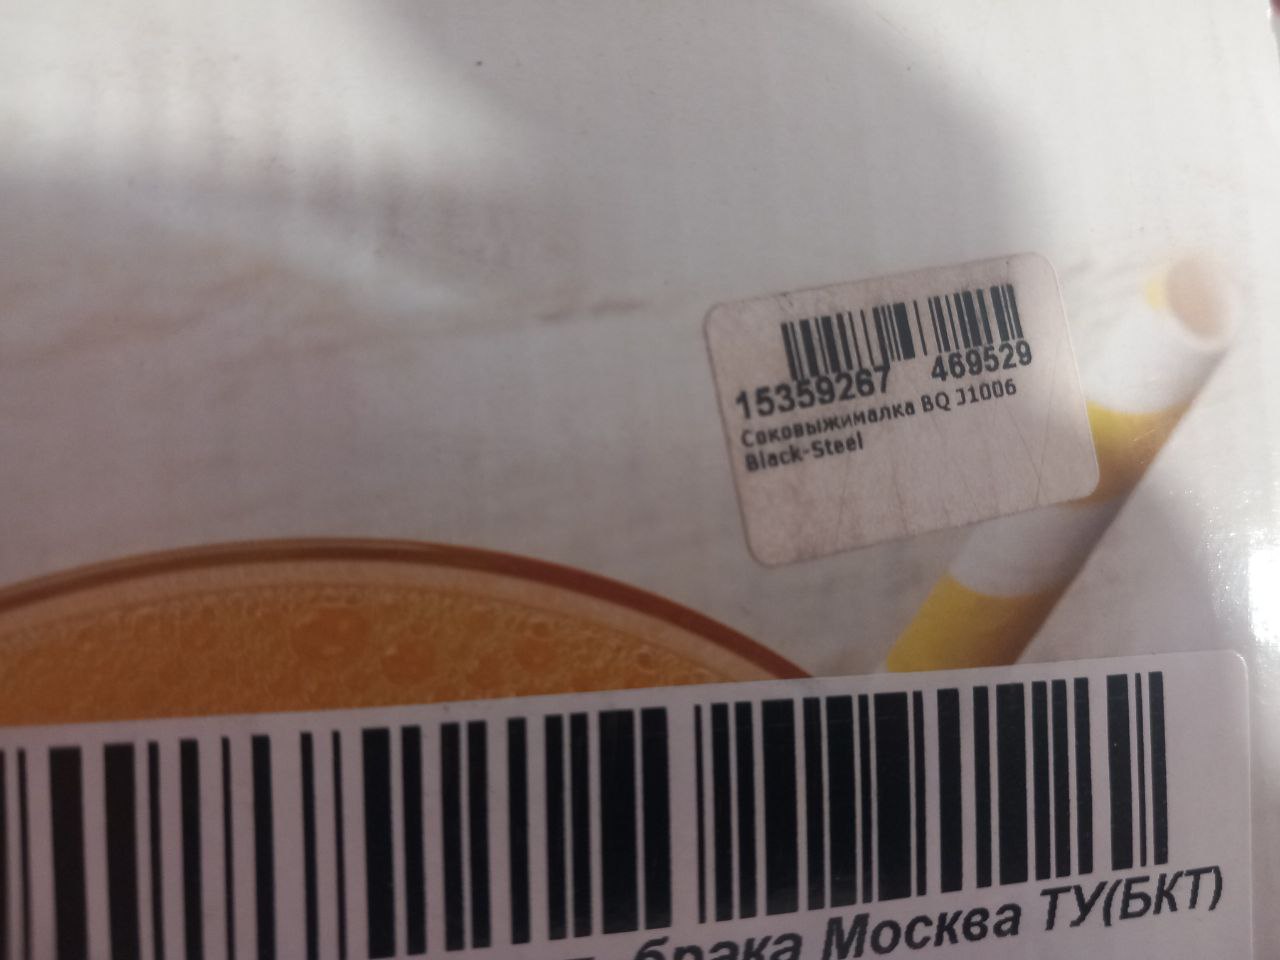 15359267 469529
Соковыжималка BQ J1006
Black-Steel
брака Москва ТУ(БКТ)